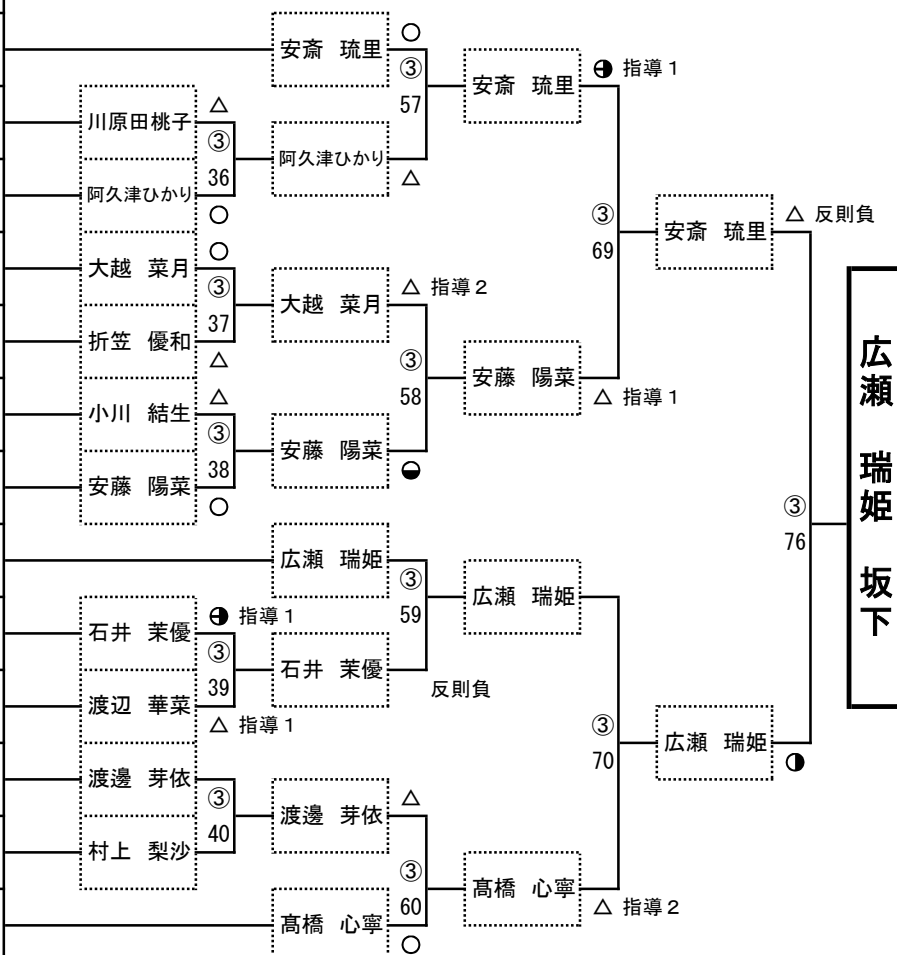 安斎 琉里
○
③
57
安斎 琉里
指導1
川原田桃子
△
③
36
阿久津ひかり
△
阿久津ひかり
○
③
69
安斎 琉里
△ 反則負
大越 菜月
○
③
37
大越 菜月
△ 指導2
折笠 優和
△
③
58
安藤 陽菜
△ 指導1
小川 結生
△
③
38
安藤 陽菜
安藤 陽菜
○
③
76
広瀬 瑞姫 坂下
広瀬 瑞姫
③
59
広瀬 瑞姫
石井 茉優
指導1
③
39
石井 茉優
反則負
渡辺 華菜
△ 指導1
③
70
広瀬 瑞姫
渡邊 芽依
③
40
渡邊 芽依
△
村上 梨沙
③
60
髙橋 心寧
△ 指導2
髙橋 心寧
○